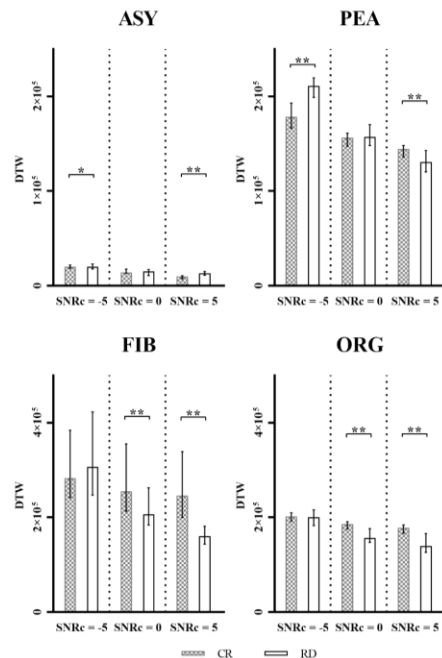 ASY PEA
2×10⁵ 2×10⁵
** **
DTW DTW
1×10⁵ 1×10⁵
* **
0 0
SNRc = -5 SNRc = 0 SNRc = 5 SNRc = -5 SNRc = 0 SNRc = 5
FIB ORG
4×10⁵ 4×10⁵
** ** ** **
DTW DTW
2×10⁵ 2×10⁵
0 0
SNRc = -5 SNRc = 0 SNRc = 5 SNRc = -5 SNRc = 0 SNRc = 5
CR RD